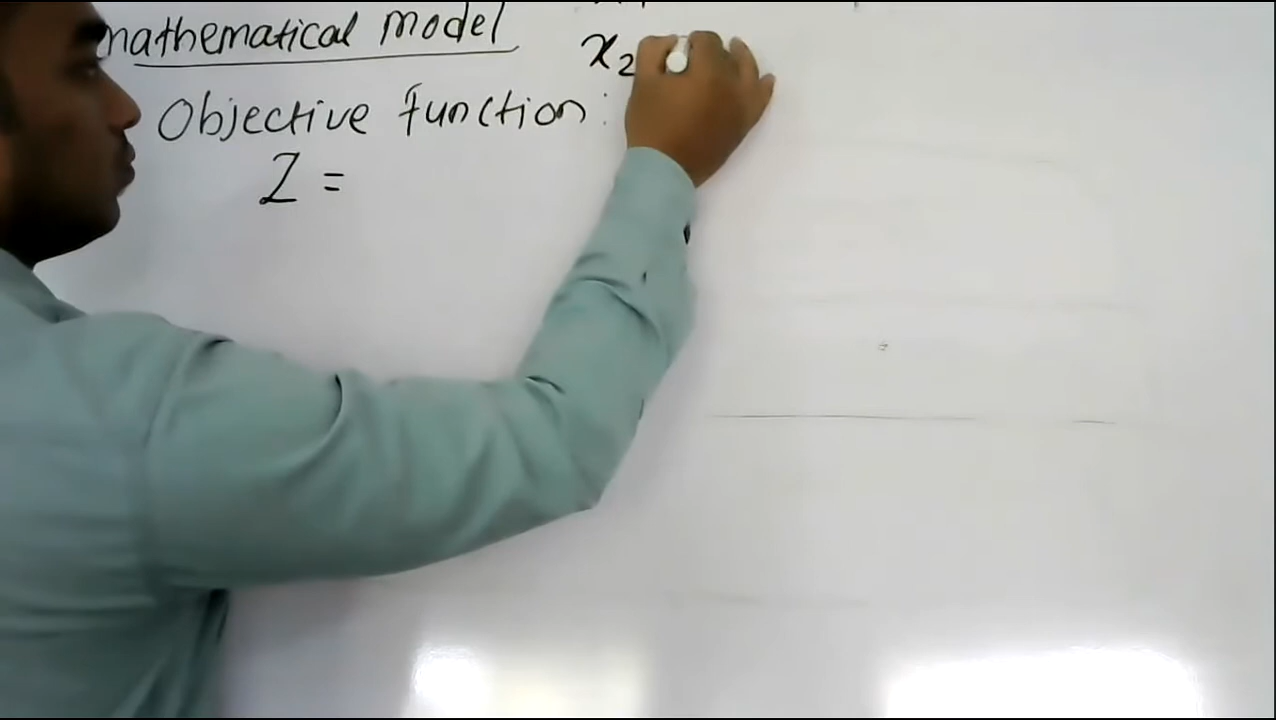 mathematical model
x₂
Objective function :
Z =